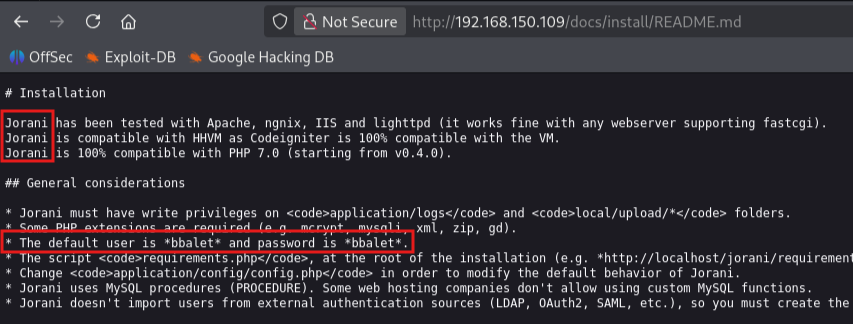 Not Secure http://192.168.150.109/docs/install/README.md
OffSec Exploit-DB Google Hacking DB
# Installation
Jorani has been tested with Apache, ngnix, IIS and lighttpd (it works fine with any webserver supporting fastcgi).
Jorani is compatible with HHVM as Codeigniter is 100% compatible with the VM.
Jorani is 100% compatible with PHP 7.0 (starting from v0.4.0).
## General considerations
* Jorani must have write privileges on <code>application/logs</code> and <code>local/upload/*</code> folders.
* Some PHP extensions are required (e.g. mcrypt, mysqli, xml, zip, gd).
* The default user is *bbalet* and password is *bbalet*.
* The script <code>requirements.php</code>, at the root of the installation (e.g. *http://localhost/jorani/requirement
* Change <code>application/config/config.php</code> in order to modify the default behavior of Jorani.
* Jorani uses MySQL procedures (PROCEDURE). Some web hosting companies don't allow using custom MySQL functions.
* Jorani doesn't import users from external authentication sources (LDAP, OAuth2, SAML, etc.), so you must create the